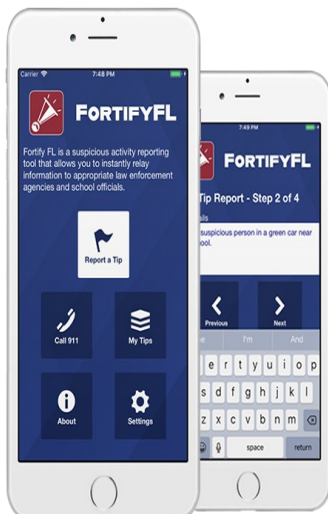 Carrier 7:48 PM
FORTIFYFL
Fortify FL is a suspicious activity reporting
tool that allows you to instantly relay
information to appropriate law enforcement
agencies and school officials.
Report a Tip
Call 911 My Tips
About Settings
7:49 PM
FORTIFYFL
Tip Report - Step 2 of 4
suspicious person in a green car near
Previous Next
I'm And
e r t y u i o p
s d f g h j k l
z x c v b n m
space return